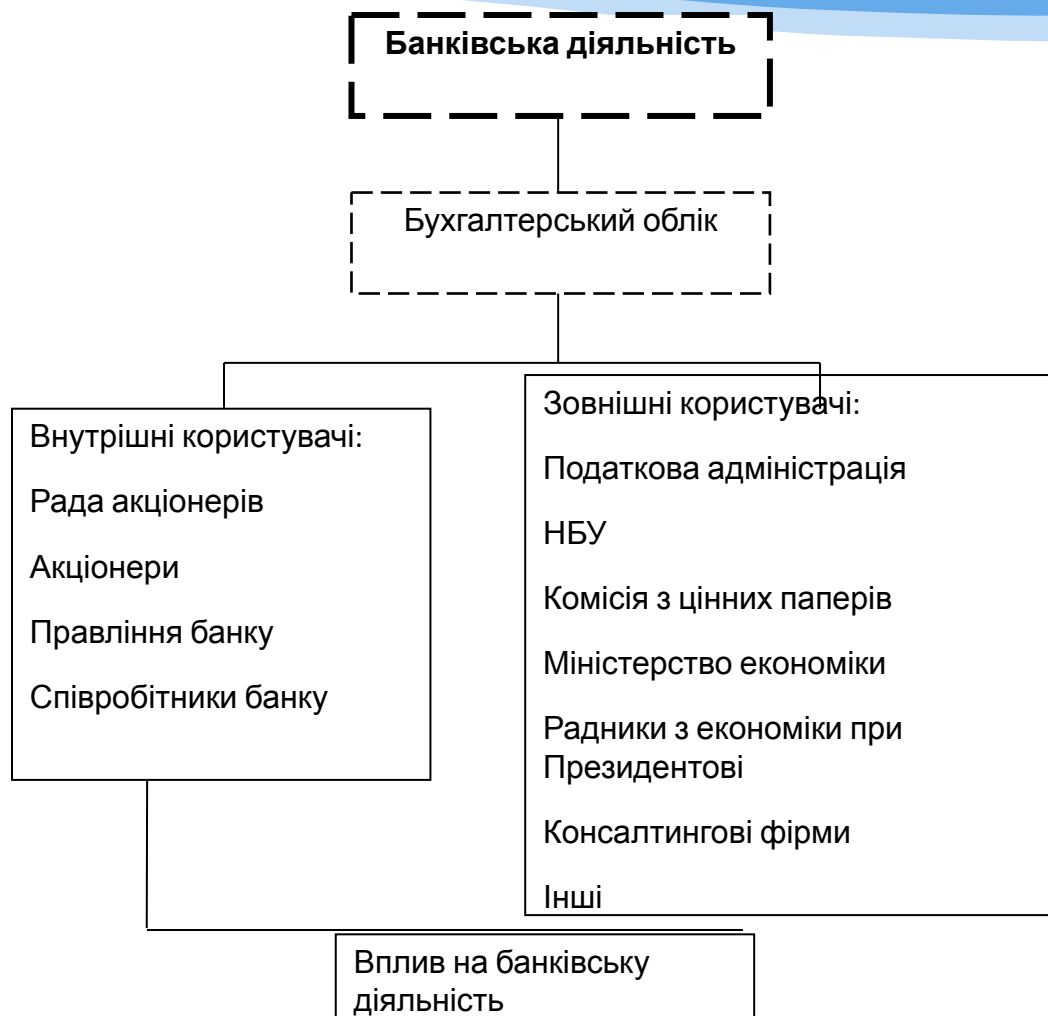 Банківська діяльність
Бухгалтерський облік
Внутрішні користувачі:
Рада акціонерів
Акціонери
Правління банку
Співробітники банку
Зовнішні користувачі:
Податкова адміністрація
НБУ
Комісія з цінних паперів
Міністерство економіки
Радники з економіки при
Президентові
Консалтингові фірми
Інші
Вплив на банківську
діяльність